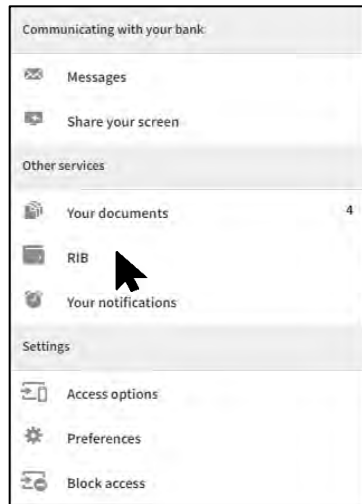 Communicating with your bank
Messages
Share your screen
Other services
Your documents 4
RIB
Your notifications
Settings
Access options
Preferences
Block access